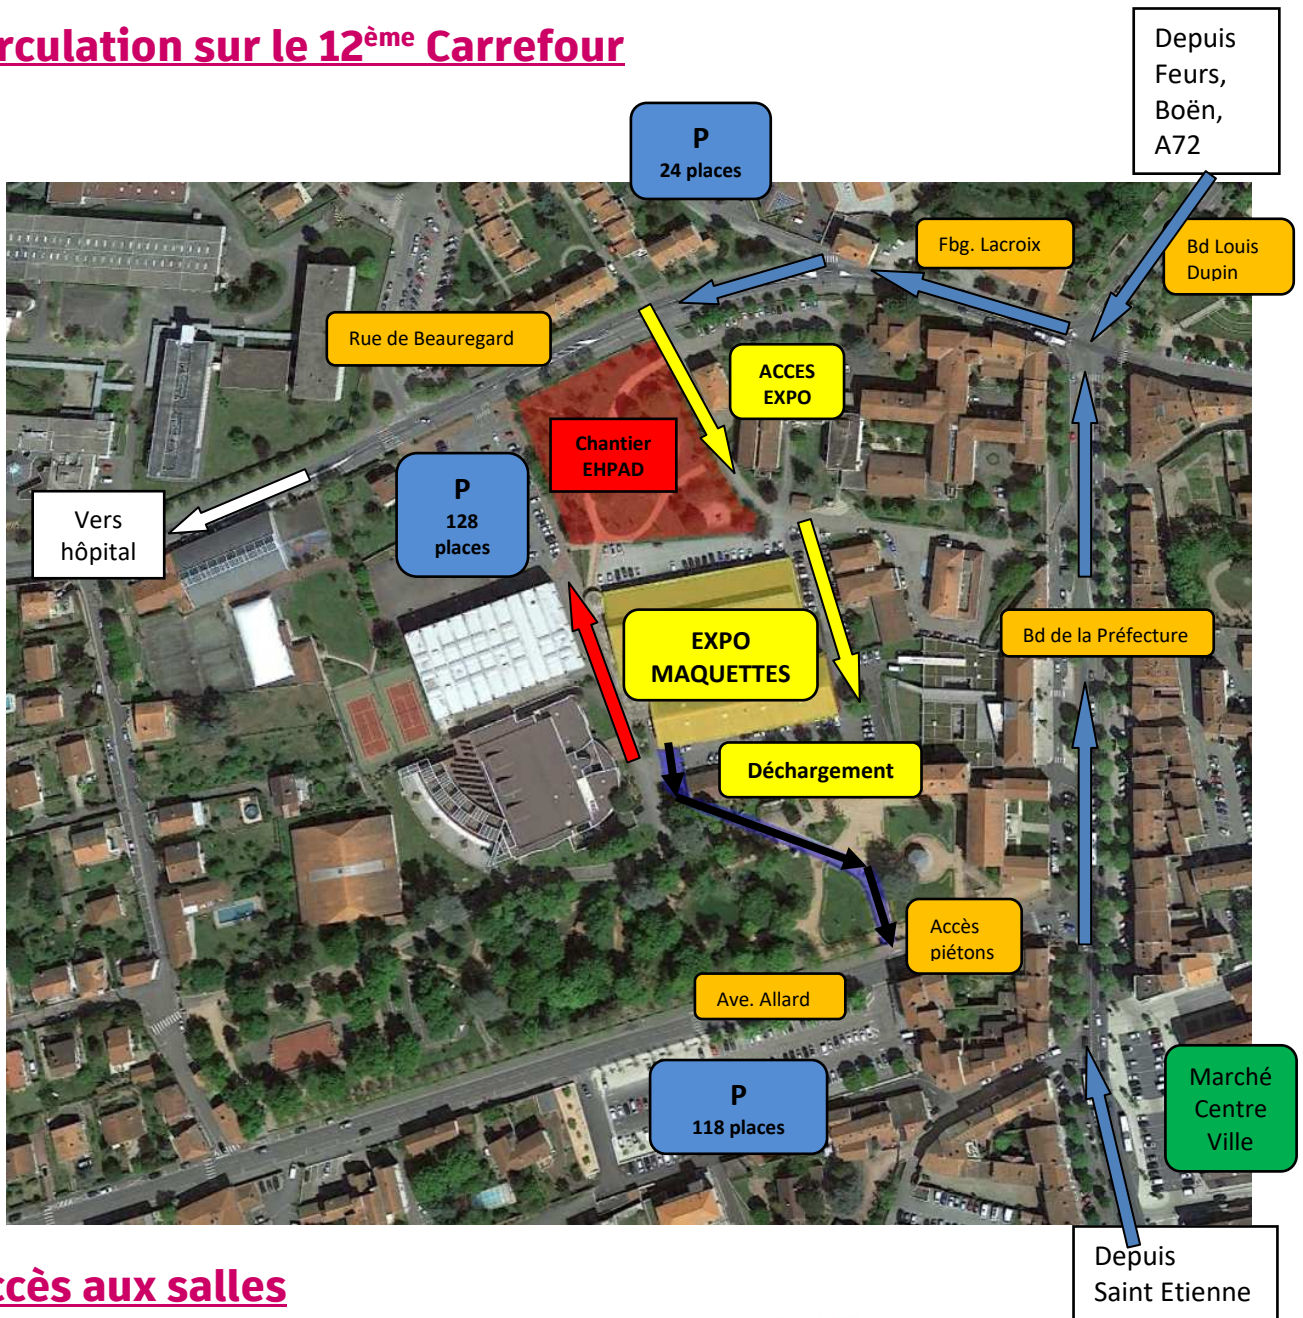 rculation sur le 12ème Carrefour
Depuis
Feurs,
Boën,
A72
P
24 places
Fbg. Lacroix
Bd Louis
Dupin
Rue de Beauregard
ACCES
EXPO
Chantier
EHPAD
P
128
places
Vers
hôpital
EXPO
MAQUETTES
Bd de la Préfecture
Déchargement
Accès
piétons
Ave. Allard
P
118 places
Marché
Centre
Ville
Depuis
Saint Etienne
ccès aux salles